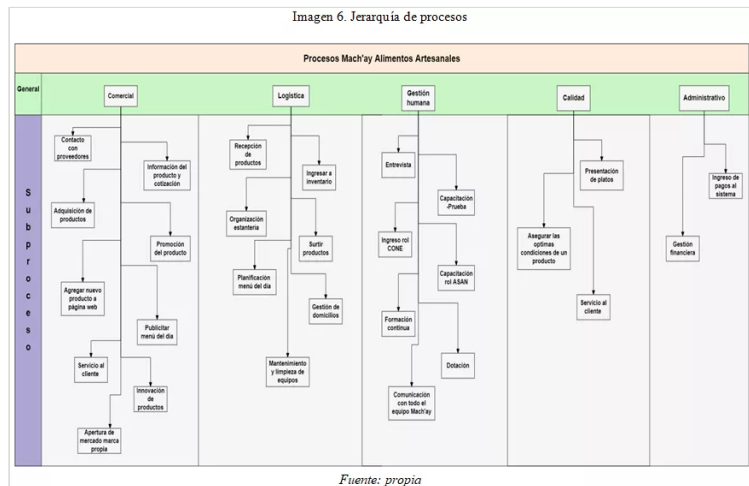 Imagen 6. Jerarquía de procesos
Procesos Mach'ay Alimentos Artesanales
General
Comercial
Logística
Gestión
humana
Calidad
Administrativo
Subproceso
Contacto
con
proveedores
Información del
producto y
cotización
Adquisición de
productos
Promoción
del producto
Agregar nuevo
producto a
página web
Publicitar
menú del día
Servicio al
cliente
Innovación
de
productos
Apertura de
mercado marca
propia
Recepción
de
productos
Ingresar a
inventario
Organización
estantería
Surtir
productos
Planificación
menú del día
Gestión de
domicilios
Mantenimiento
y limpieza de
equipos
Entrevista
Capacitación
-Prueba
Ingreso rol
CONE
Capacitación
rol ASAN
Formación
continua
Dotación
Comunicación
con todo el
equipo Mach'ay
Presentación
de platos
Asegurar las
optimas
condiciones de un
producto
Servicio al
cliente
Ingreso de
pagos al
sistema
Gestión
financiera
Fuente: propia